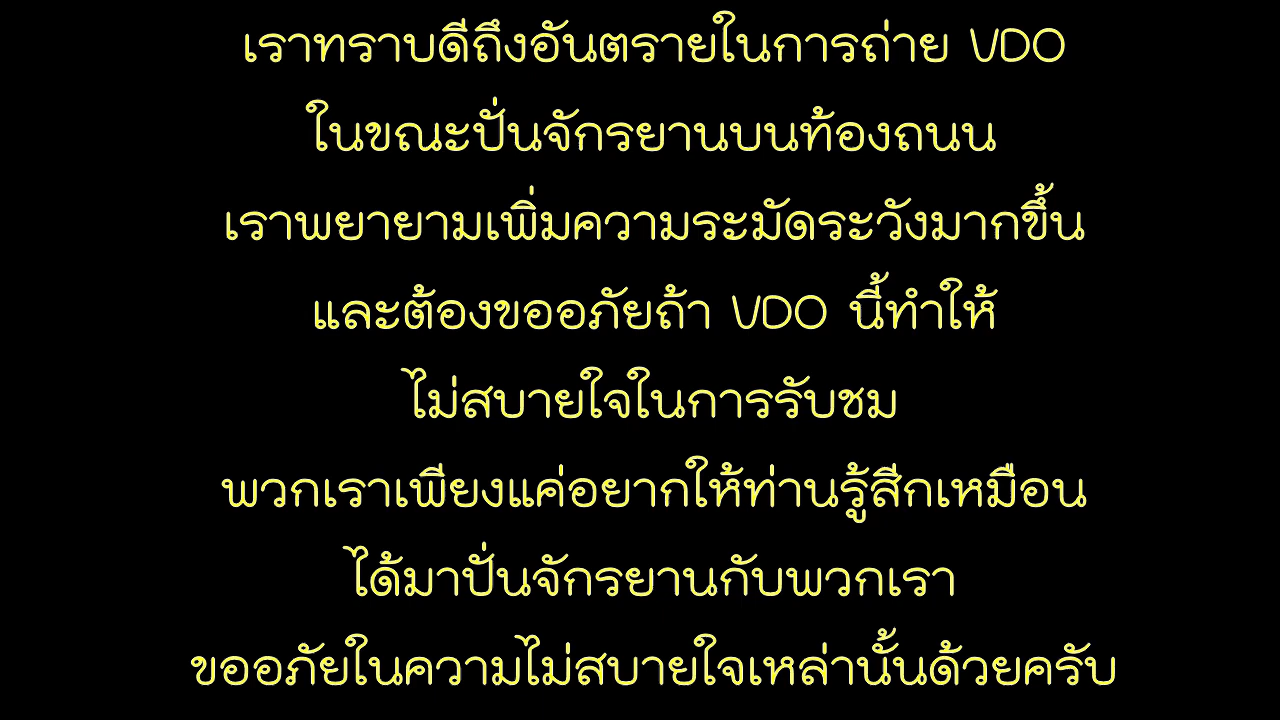 เราทราบดีถึงอันตรายในการถ่าย VDO
ในขณะปั่นจักรยานบนท้องถนน
เราพยายามเพิ่มความระมัดระวังมากขึ้น
และต้องขออภัยถ้า VDO นี้ทำให้
ไม่สบายใจในการรับชม
พวกเราเพียงแค่อยากให้ท่านรู้สึกเหมือน
ได้มาปั่นจักรยานกับพวกเรา
ขออภัยในความไม่สบายใจเหล่านั้นด้วยครับ